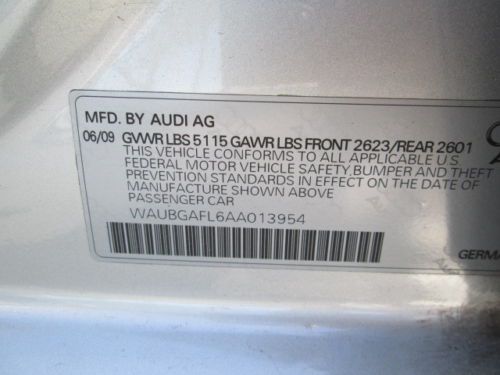 MFD. BY AUDI AG
06/09 GVWR LBS 5115 GAWR LBS FRONT 2623/REAR 2601
THIS VEHICLE CONFORMS TO ALL APPLICABLE U.S.
FEDERAL MOTOR VEHICLE SAFETY, BUMPER AND THEFT
PREVENTION STANDARDS IN EFFECT ON THE DATE OF
MANUFACTURE SHOWN ABOVE
PASSENGER CAR
WAUBGAFL6AA013954
GERMA